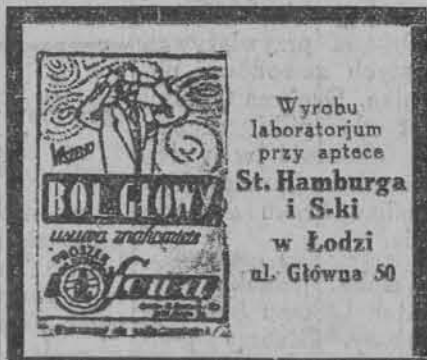 BÓL GŁOWY
usuwa znakomicie
PROSZEK
Wyrobu
laboratorjum
przy aptece
St. Hamburga
i S-ki
w Łodzi
ul. Główna 50